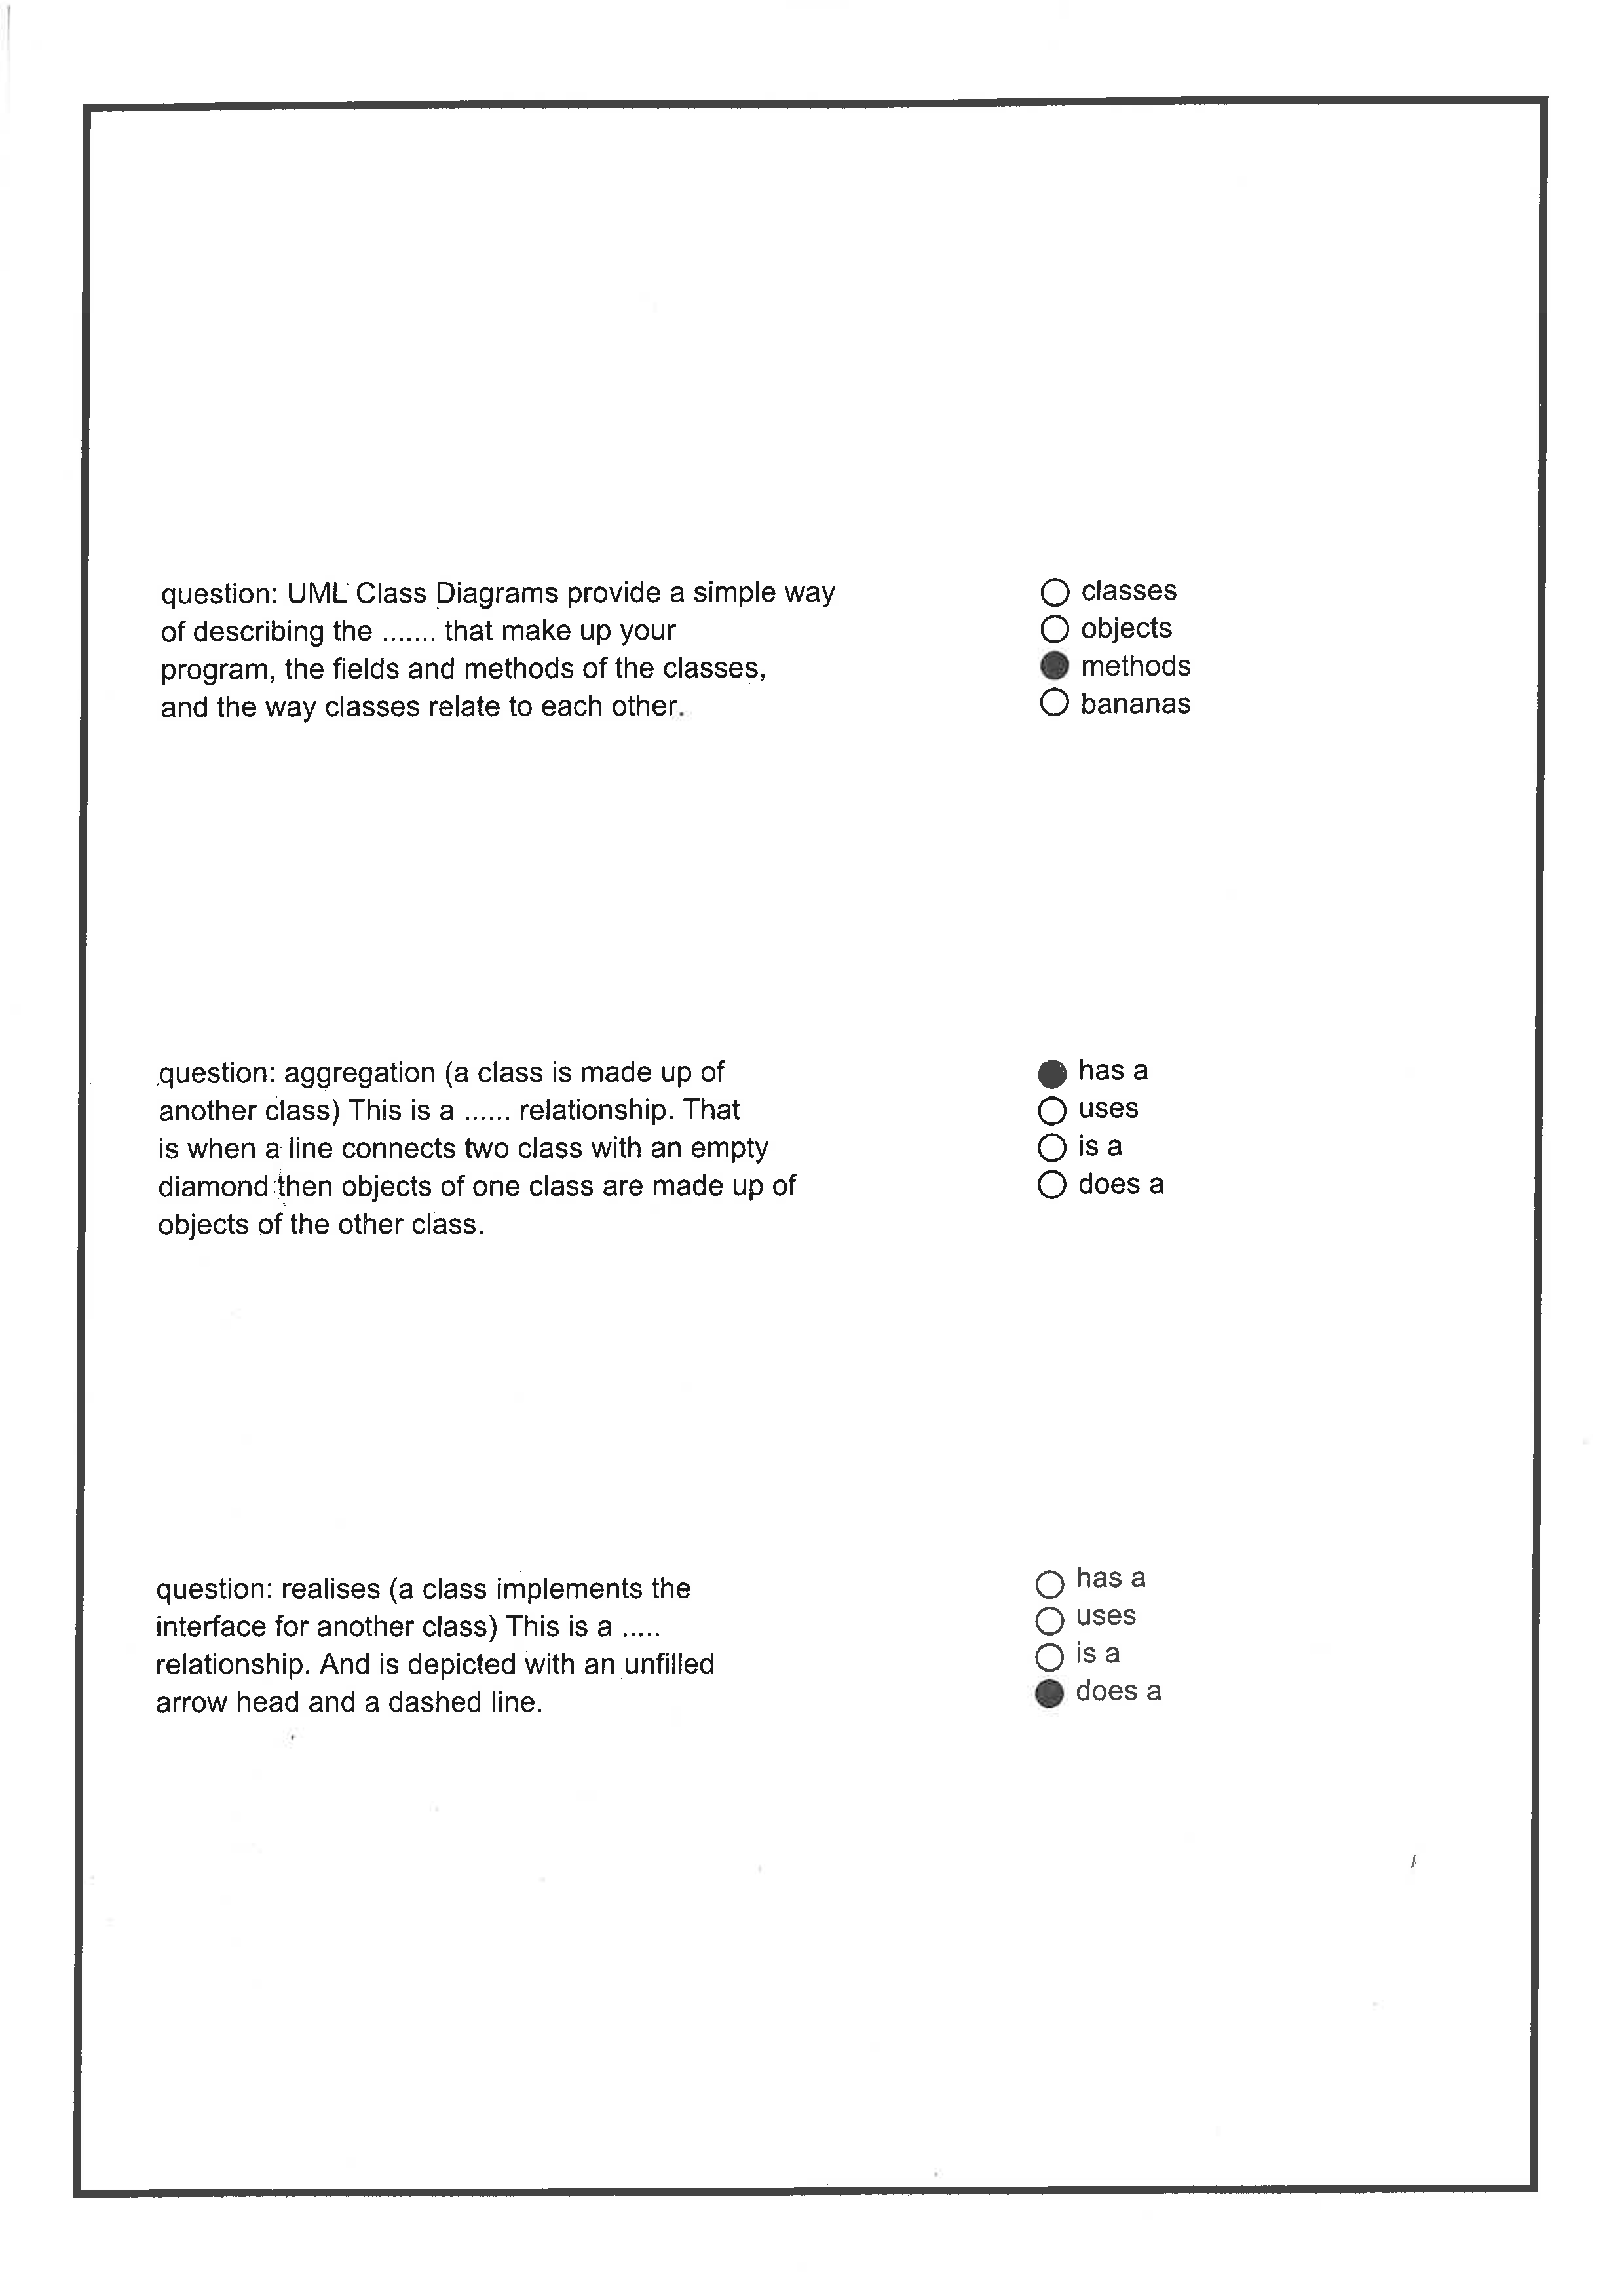 question: UML Class Diagrams provide a simple way
of describing the ....... that make up your
program, the fields and methods of the classes,
and the way classes relate to each other.
classes
objects
methods
bananas
question: aggregation (a class is made up of
another class) This is a ...... relationship. That
is when a line connects two class with an empty
diamond then objects of one class are made up of
objects of the other class.
has a
uses
is a
does a
question: realises (a class implements the
interface for another class) This is a .....
relationship. And is depicted with an unfilled
arrow head and a dashed line.
has a
uses
is a
does a